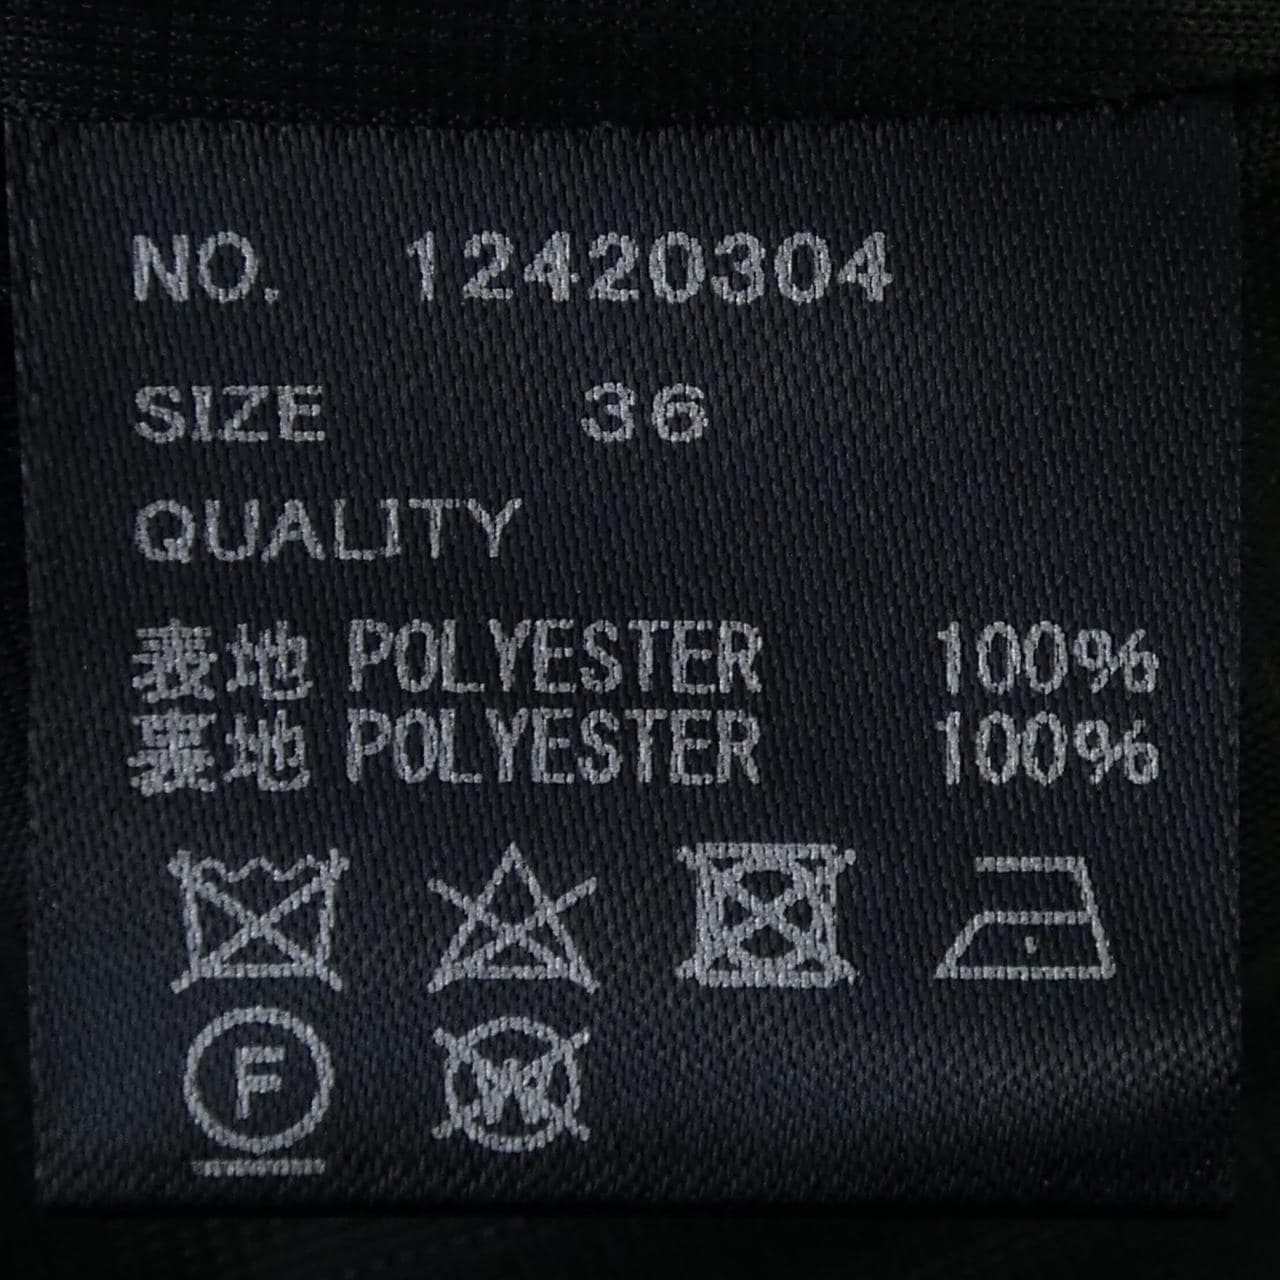 NO. 12420304
SIZE 36
QUALITY
表地 POLYESTER 100%
裏地 POLYESTER 100%
F W